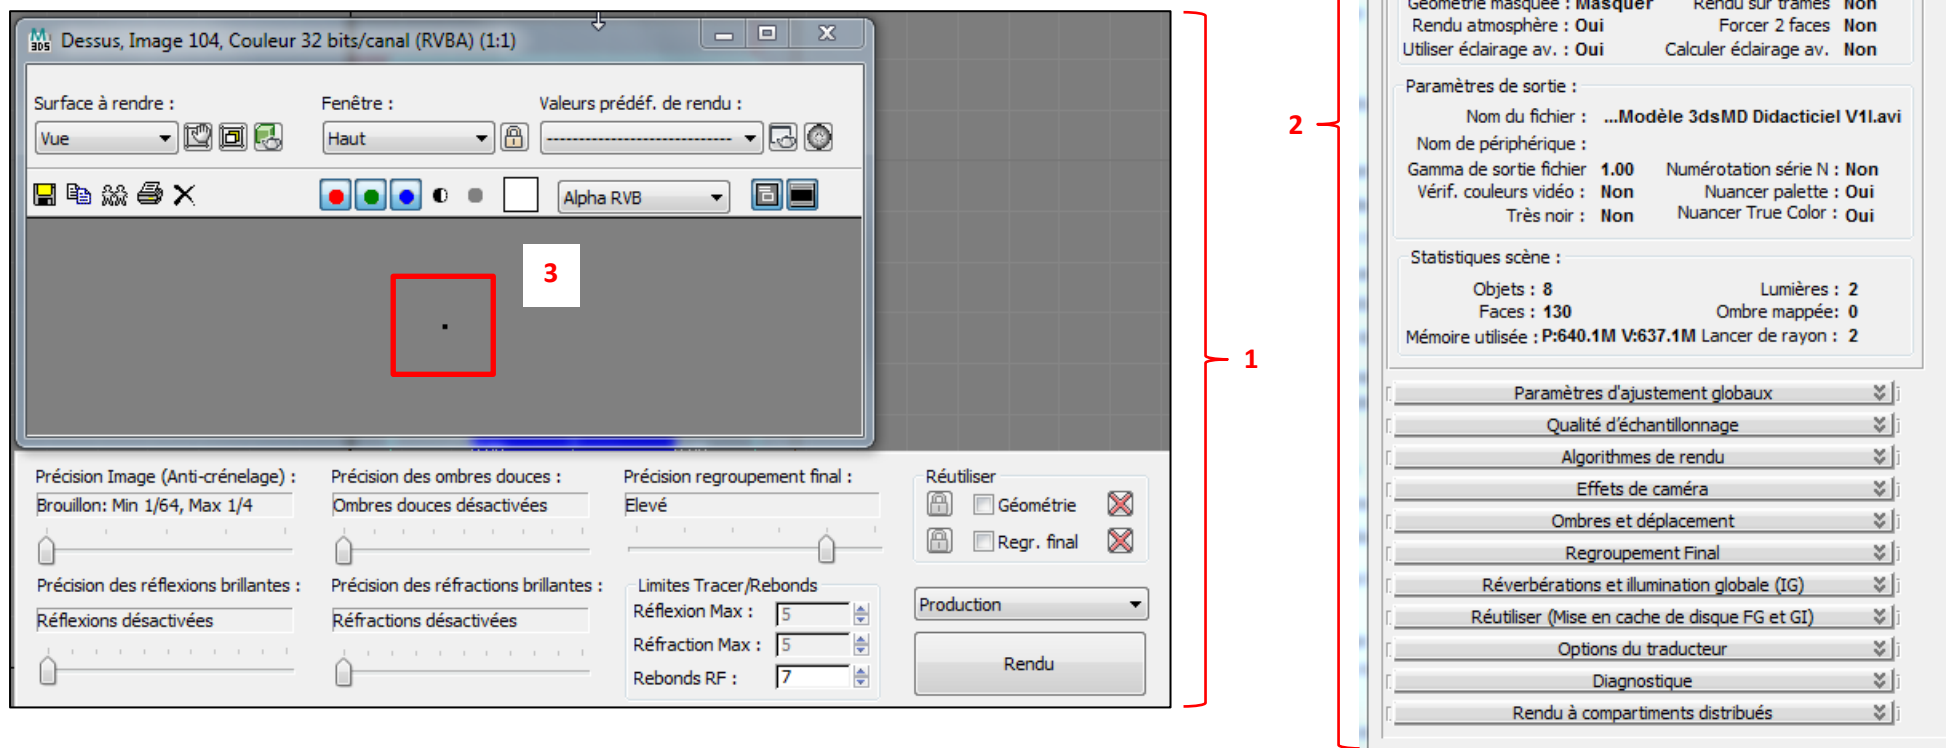 Dessus, Image 104, Couleur 32 bits/canal (RVBA) (1:1)
Surface à rendre :
Fenêtre :
Valeurs prédéf. de rendu :
Vue
Haut
Alpha RVB
3
Précision Image (Anti-crénelage) :
Précision des ombres douces :
Précision regroupement final :
Réutiliser
Brouillon: Min 1/64, Max 1/4
Ombres douces désactivées
Elevé
Géométrie
Regr. final
Précision des réflexions brillantes :
Précision des réfractions brillantes :
Limites Tracer/Rebonds
Réflexions désactivées
Réfractions désactivées
Réflexion Max : 5
Réfraction Max : 5
Rebonds RF : 7
Production
Rendu
1
2
Géométrie masquée : Masquer Rendu sur trames Non
Rendu atmosphère : Oui Forcer 2 faces Non
Utiliser éclairage av. : Oui Calculer éclairage av. Non
Paramètres de sortie :
Nom du fichier : ...Modèle 3dsMD Didacticiel V1I.avi
Nom de périphérique :
Gamma de sortie fichier 1.00 Numérotation série N : Non
Vérif. couleurs vidéo : Non Nuancer palette : Oui
Très noir : Non Nuancer True Color : Oui
Statistiques scène :
Objets : 8 Lumières : 2
Faces : 130 Ombre mappée: 0
Mémoire utilisée : P:640.1M V:637.1M Lancer de rayon : 2
Paramètres d'ajustement globaux
Qualité d’échantillonnage
Algorithmes de rendu
Effets de caméra
Ombres et déplacement
Regroupement Final
Réverbérations et illumination globale (IG)
Réutiliser (Mise en cache de disque FG et GI)
Options du traducteur
Diagnostique
Rendu à compartiments distribués